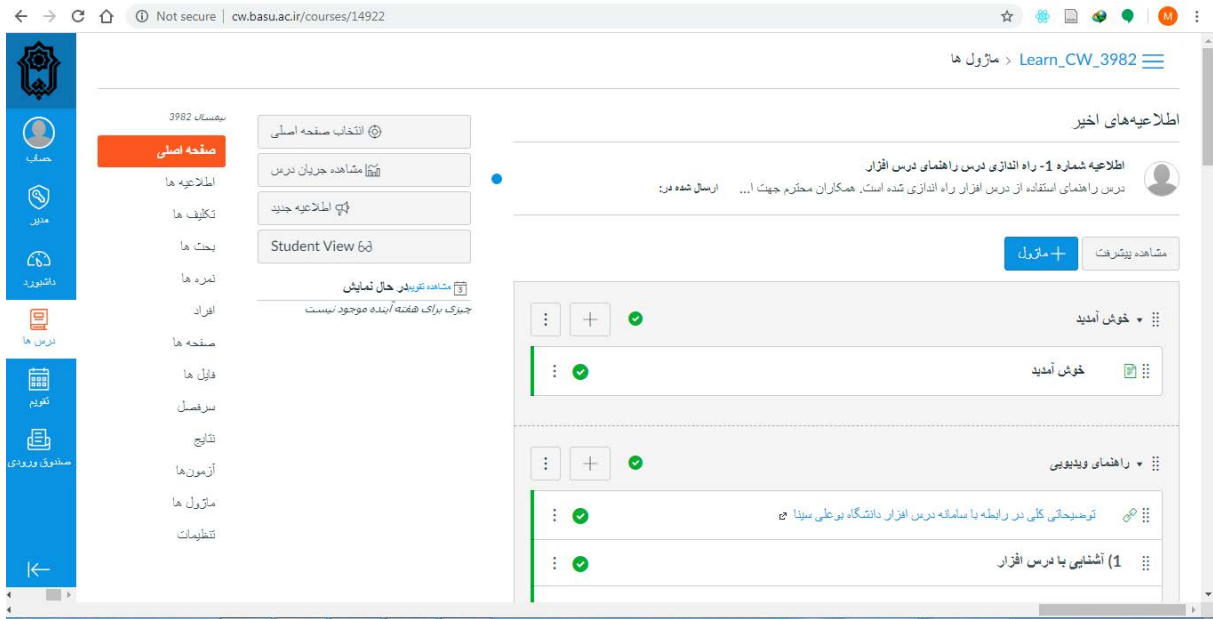 Not secure | cw.basu.ac.ir/courses/14922
M
Learn_CW_3982 › ماژول ها
اطلاعیه‌های اخیر
اطلاعیه شماره 1- راه اندازی درس راهنمای درس افزار
درس راهنمای استفاده از درس افزار راه اندازی شده است. همکاران محترم جهت ا... ارسال شده در:
مشاهده پیشرفت
ماژول
خوش آمدید
خوش آمدید
راهنمای ویدیویی
توضیحاتی کلی در رابطه با سامانه درس افزار دانشگاه بوعلی سینا
1) آشنایی با درس افزار
انتخاب صفحه اصلی
مشاهده جریان درس
اطلاعیه جدید
Student View
در حال نمایش
مشاهده تقویم
5
چیزی برای هفته آینده موجود نیست
نیمسال 3982
صفحه اصلی
اطلاعیه ها
تکلیف ها
بحث ها
نمره ها
افراد
صفحه ها
فایل ها
سرفصل
نتایج
آزمون‌ها
ماژول ها
تنظیمات
حساب
مدیر
داشبورد
درس ها
تقویم
صندوق ورودی